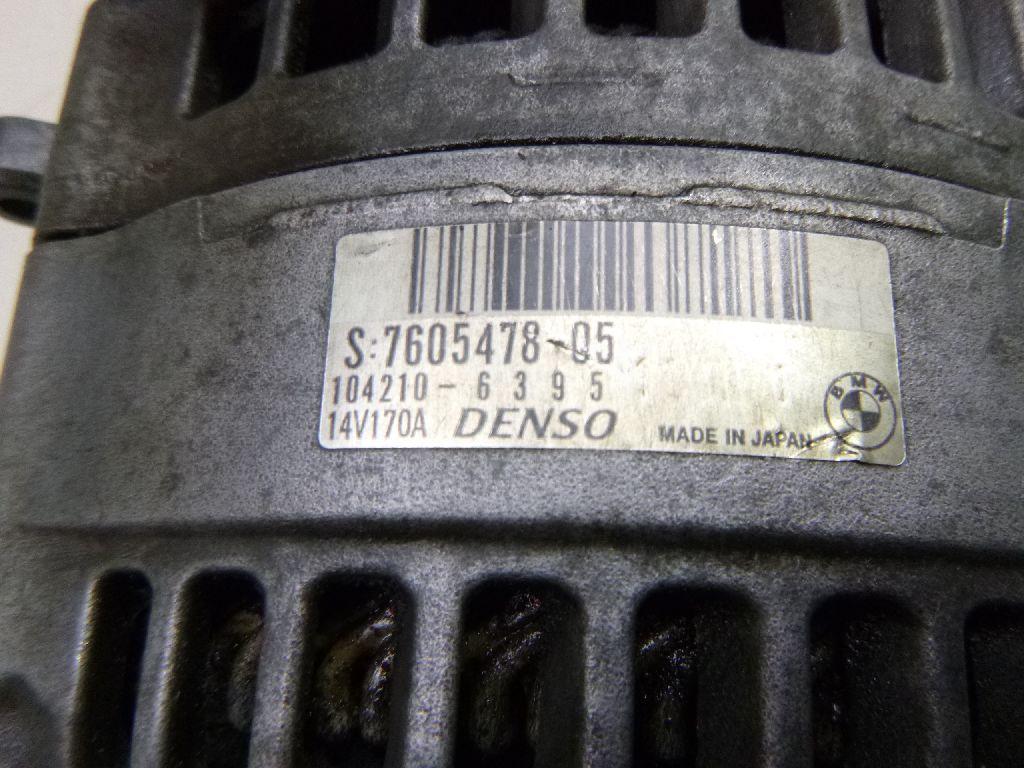 S:7605478-05
104210-6395
14V170A DENSO MADE IN JAPAN
BMW